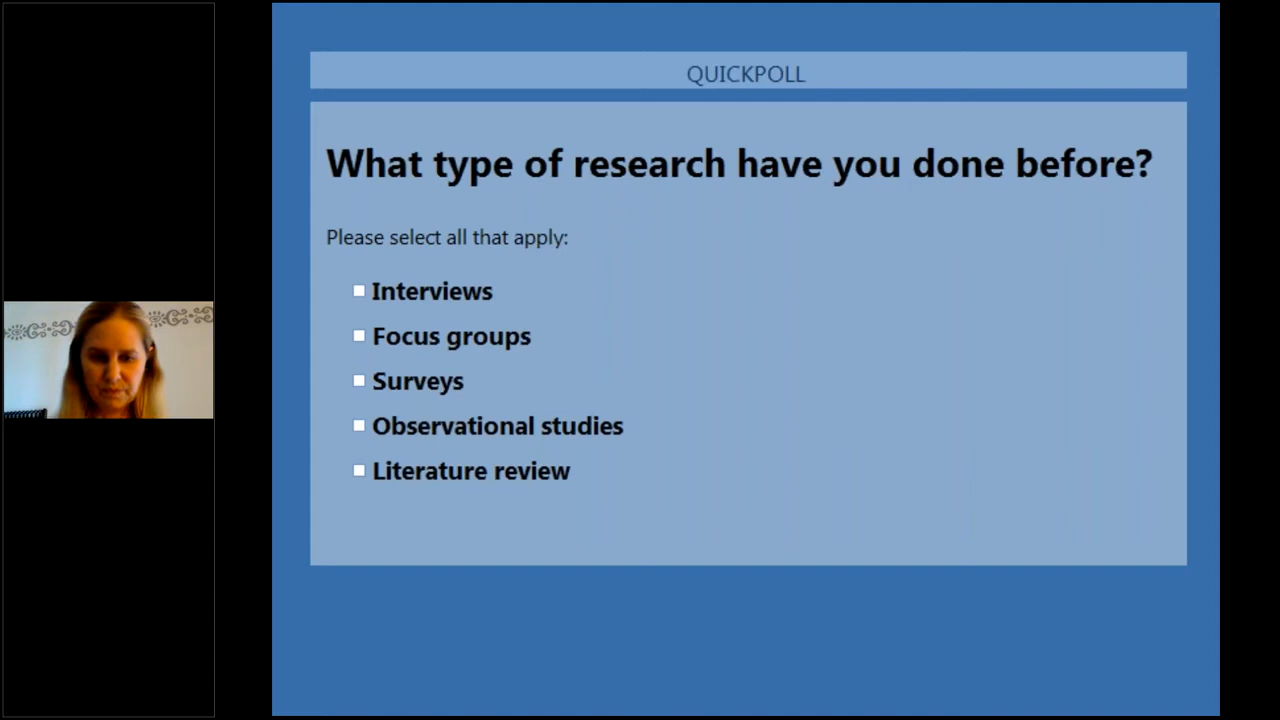 QUICKPOLL
What type of research have you done before?
Please select all that apply:
Interviews
Focus groups
Surveys
Observational studies
Literature review